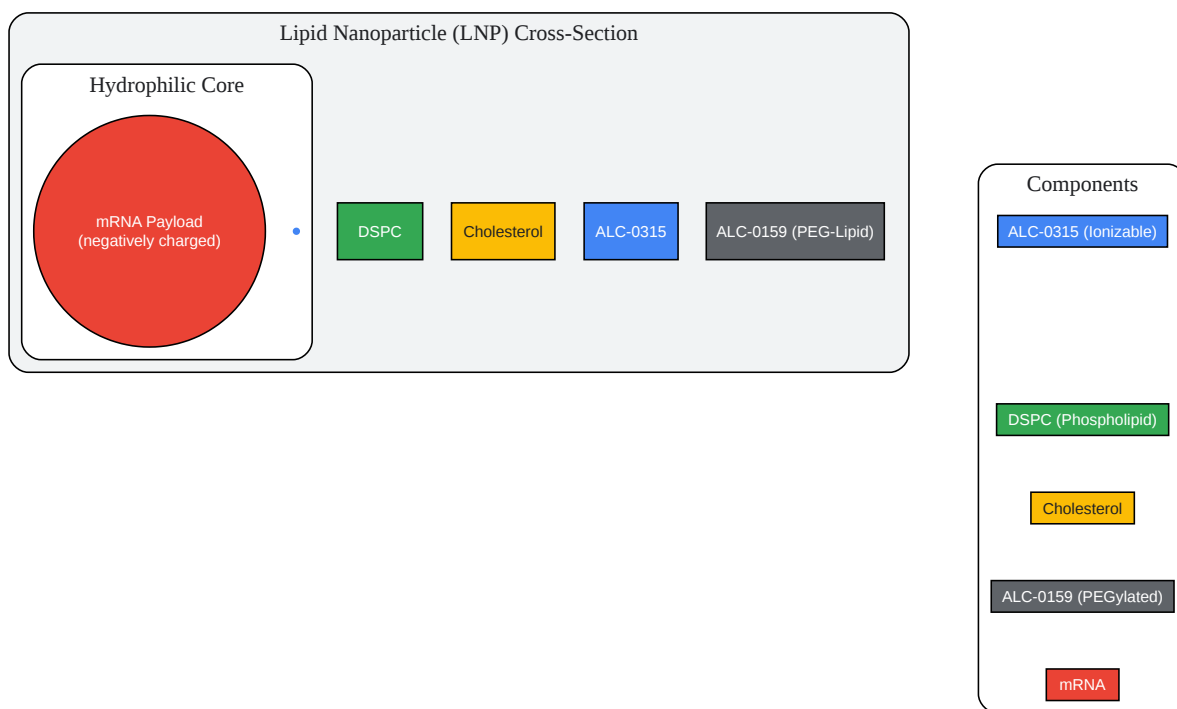 Lipid Nanoparticle (LNP) Cross-Section
Hydrophilic Core
mRNA Payload
(negatively charged)
DSPC
Cholesterol
ALC-0315
ALC-0159 (PEG-Lipid)
Components
ALC-0315 (Ionizable)
DSPC (Phospholipid)
Cholesterol
ALC-0159 (PEGylated)
mRNA